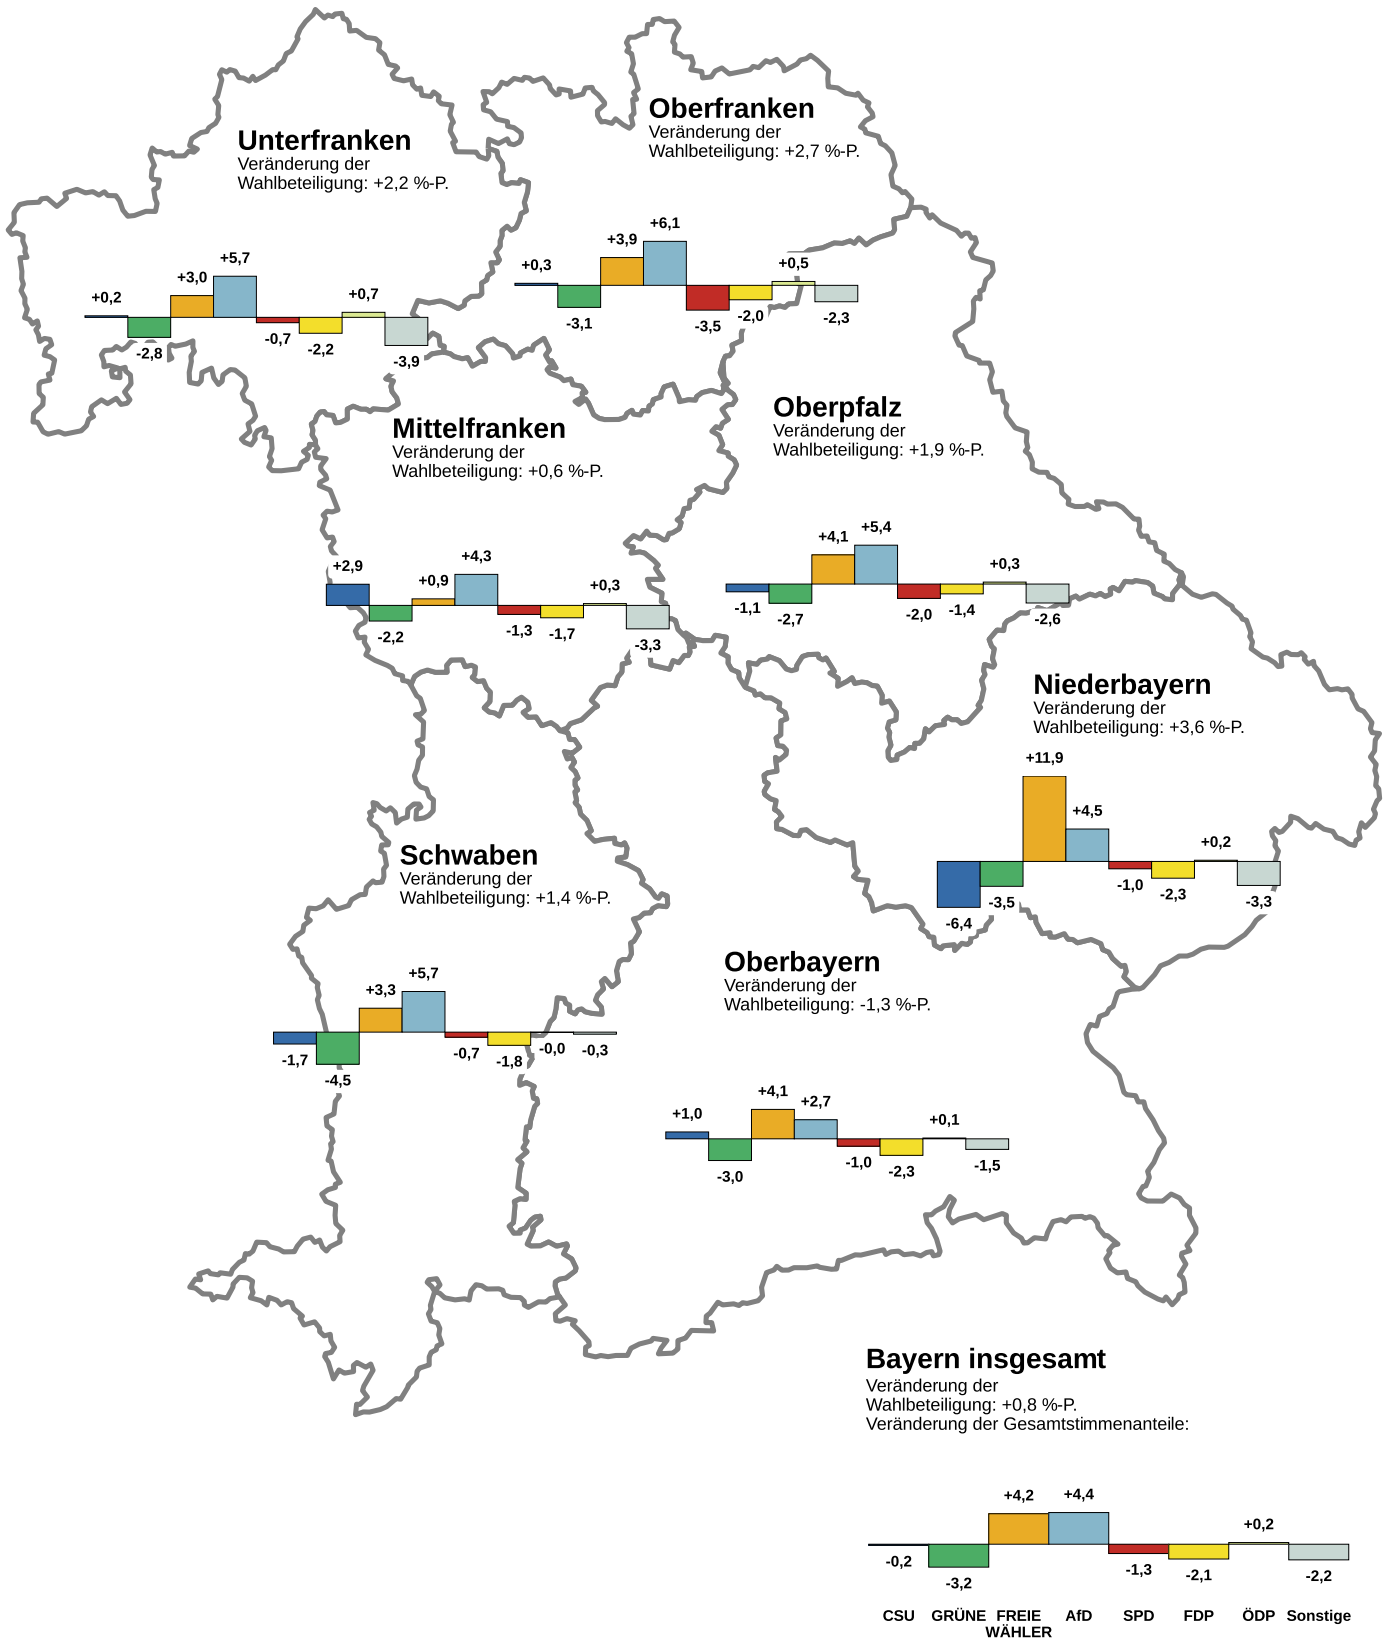 Oberfranken
Veränderung der
Wahlbeteiligung: +2,7 %-P.
+0,3
-3,1
+3,9
+6,1
-3,5
-2,0
+0,5
-2,3
Unterfranken
Veränderung der
Wahlbeteiligung: +2,2 %-P.
+0,2
-2,8
+3,0
+5,7
-0,7
-2,2
+0,7
-3,9
Mittelfranken
Veränderung der
Wahlbeteiligung: +0,6 %-P.
+2,9
-2,2
+0,9
+4,3
-1,3
-1,7
+0,3
-3,3
Oberpfalz
Veränderung der
Wahlbeteiligung: +1,9 %-P.
-1,1
-2,7
+4,1
+5,4
-2,0
-1,4
+0,3
-2,6
Niederbayern
Veränderung der
Wahlbeteiligung: +3,6 %-P.
-6,4
-3,5
+11,9
+4,5
-1,0
-2,3
+0,2
-3,3
Schwaben
Veränderung der
Wahlbeteiligung: +1,4 %-P.
-1,7
-4,5
+3,3
+5,7
-0,7
-1,8
-0,0
-0,3
Oberbayern
Veränderung der
Wahlbeteiligung: -1,3 %-P.
+1,0
-3,0
+4,1
+2,7
-1,0
-2,3
+0,1
-1,5
Bayern insgesamt
Veränderung der
Wahlbeteiligung: +0,8 %-P.
Veränderung der Gesamtstimmenanteile:
-0,2
-3,2
+4,2
+4,4
-1,3
-2,1
+0,2
-2,2
CSU
GRÜNE
FREIE
WÄHLER
AfD
SPD
FDP
ÖDP
Sonstige